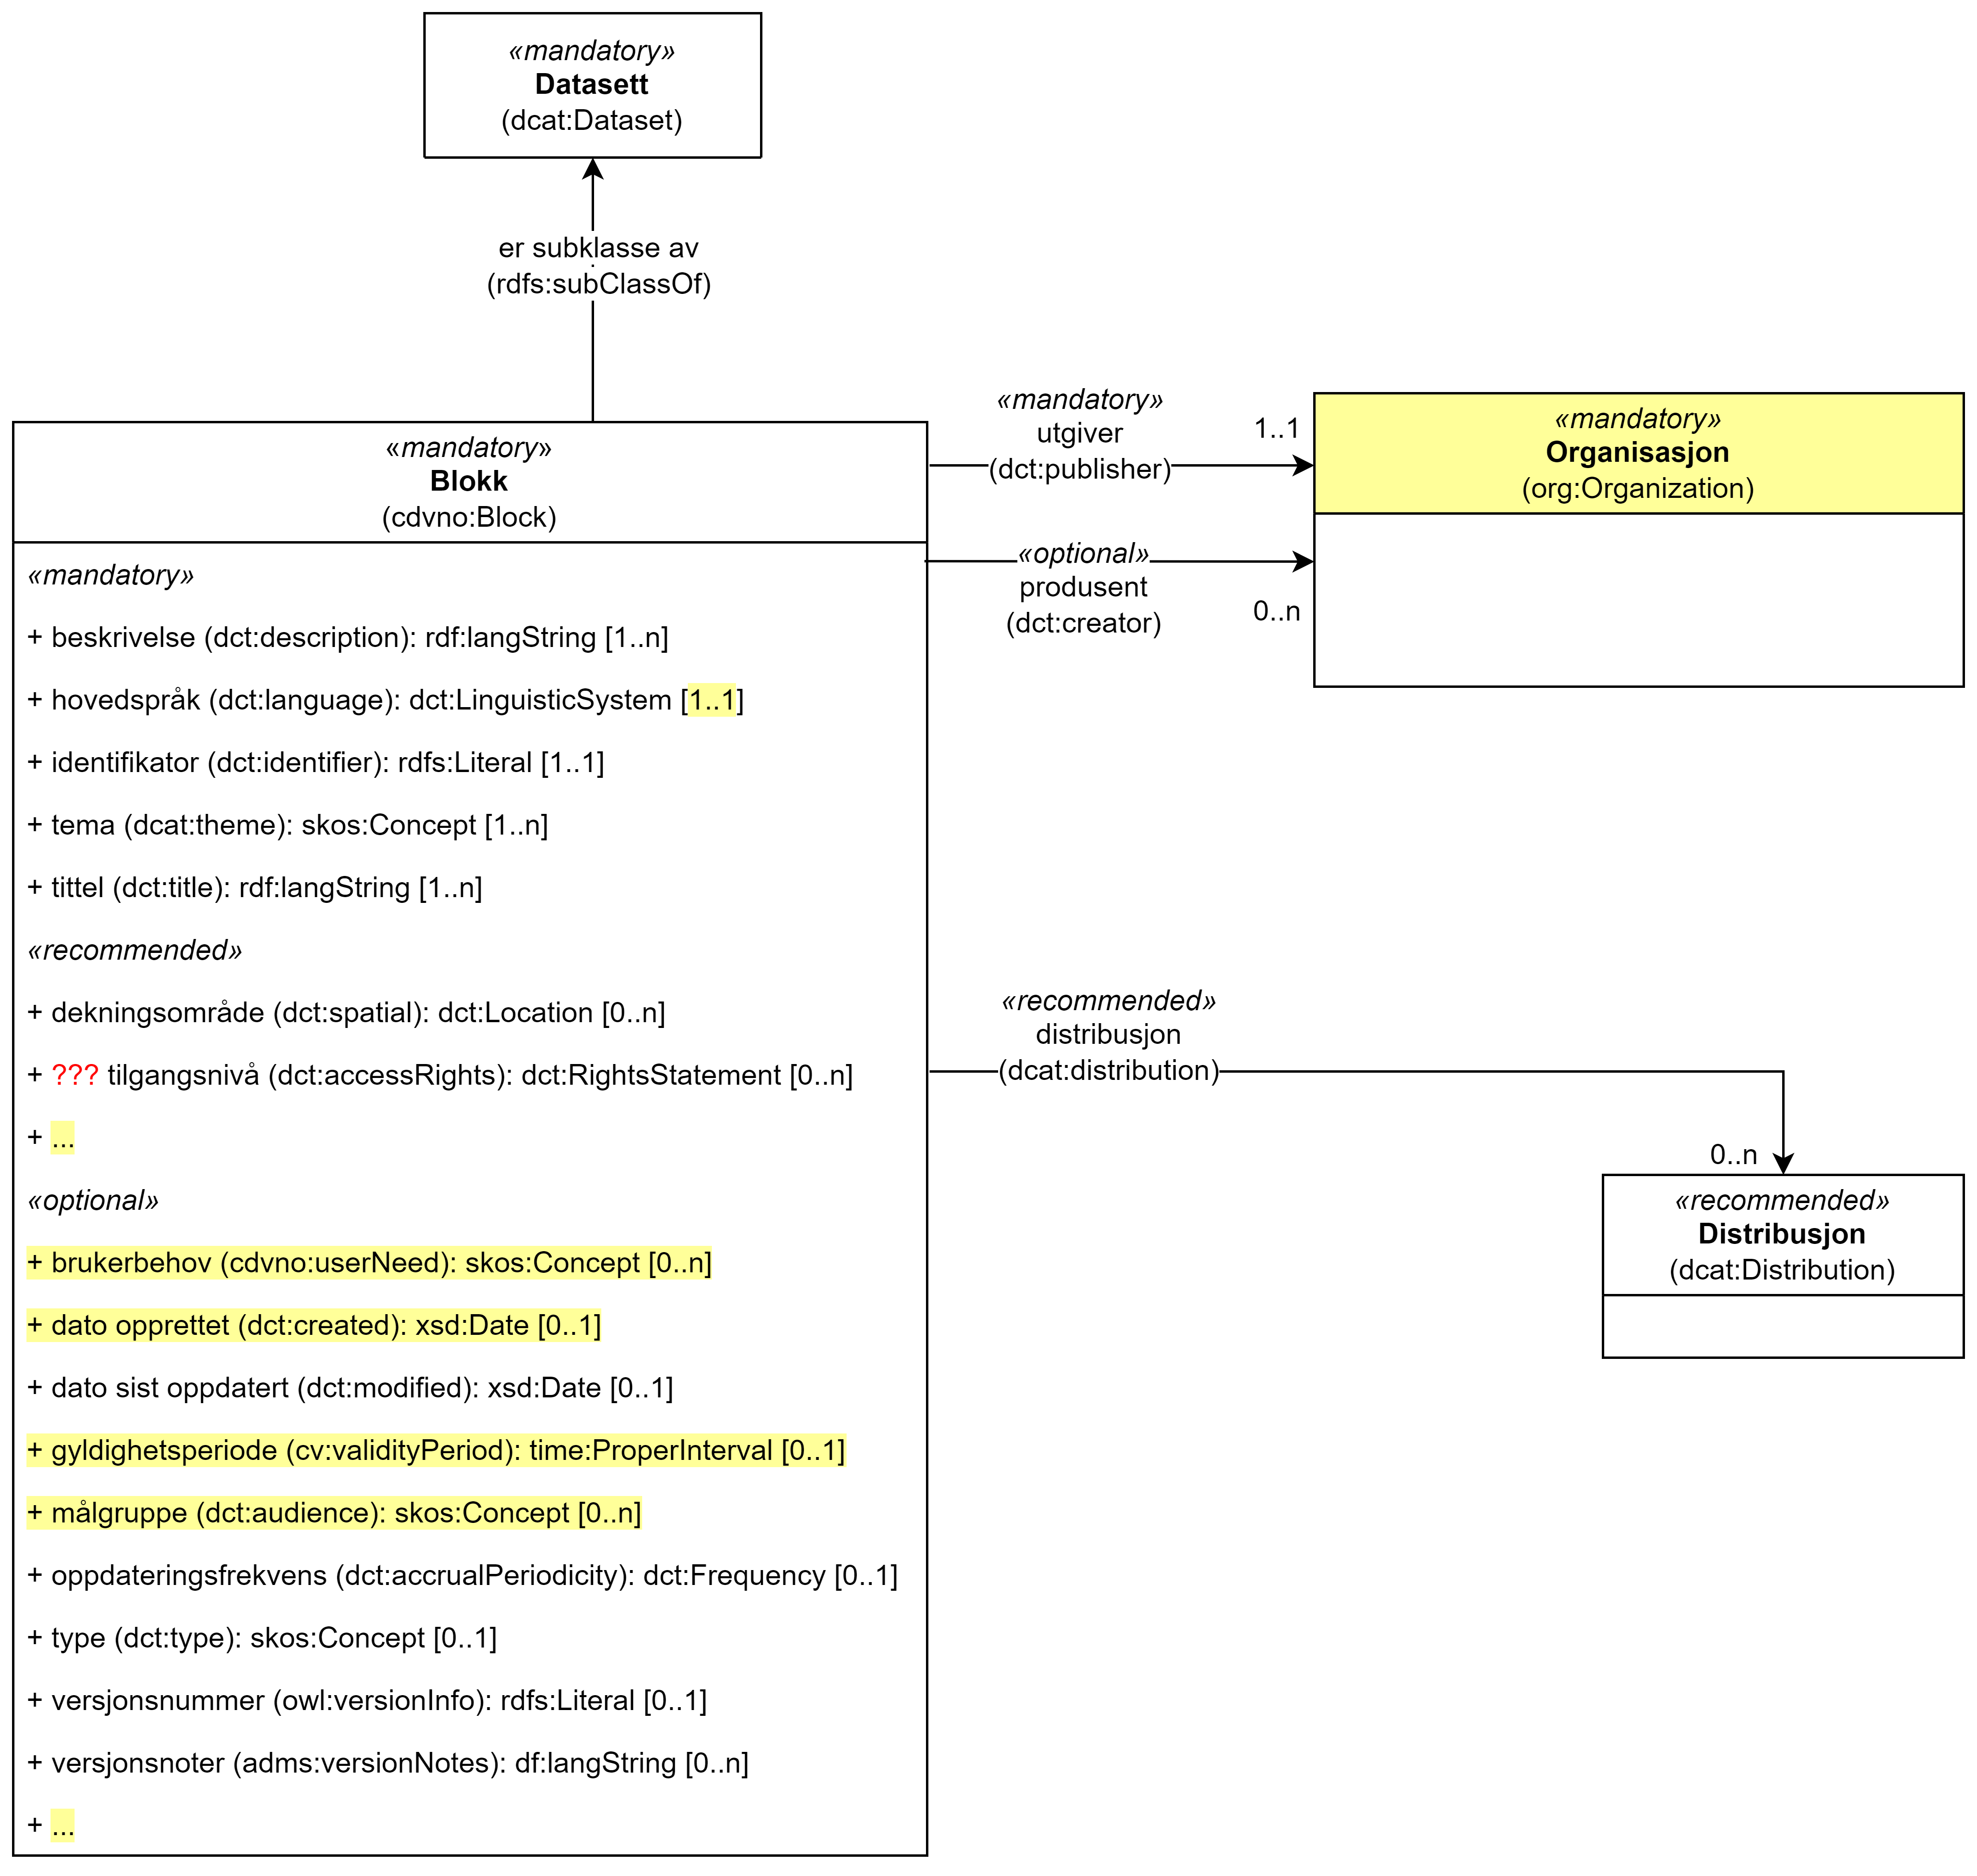 «mandatory»
Datasett
(dcat:Dataset)
er subklasse av
(rdfs:subClassOf)
«mandatory»
Blokk
(cdvno:Block)
«mandatory»
+ beskrivelse (dct:description): rdf:langString [1..n]
+ hovedspråk (dct:language): dct:LinguisticSystem [1..1]
+ identifikator (dct:identifier): rdfs:Literal [1..1]
+ tema (dcat:theme): skos:Concept [1..n]
+ tittel (dct:title): rdf:langString [1..n]
«recommended»
+ dekningsområde (dct:spatial): dct:Location [0..n]
+ ??? tilgangsnivå (dct:accessRights): dct:RightsStatement [0..n]
+ ...
«optional»
+ brukerbehov (cdvno:userNeed): skos:Concept [0..n]
+ dato opprettet (dct:created): xsd:Date [0..1]
+ dato sist oppdatert (dct:modified): xsd:Date [0..1]
+ gyldighetsperiode (cv:validityPeriod): time:ProperInterval [0..1]
+ målgruppe (dct:audience): skos:Concept [0..n]
+ oppdateringsfrekvens (dct:accrualPeriodicity): dct:Frequency [0..1]
+ type (dct:type): skos:Concept [0..1]
+ versjonsnummer (owl:versionInfo): rdfs:Literal [0..1]
+ versjonsnoter (adms:versionNotes): df:langString [0..n]
+ ...
«mandatory»
utgiver
(dct:publisher)
1..1
«optional»
produsent
(dct:creator)
0..n
«mandatory»
Organisasjon
(org:Organization)
«recommended»
distribusjon
(dcat:distribution)
0..n
«recommended»
Distribusjon
(dcat:Distribution)